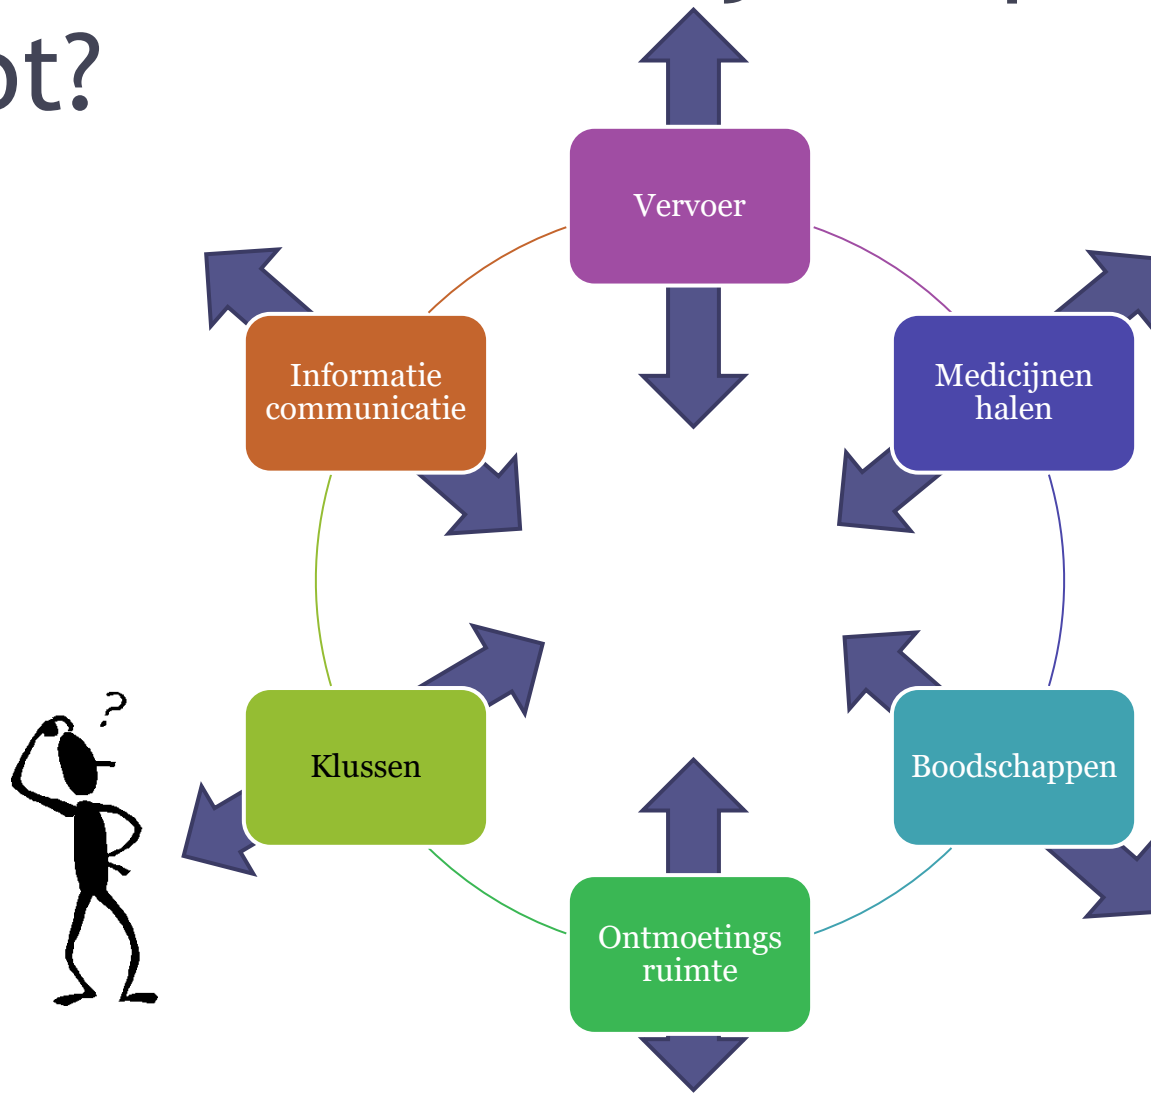 ot?
Vervoer
Informatie
communicatie
Medicijnen
halen
Klussen
?
Boodschappen
Ontmoetings
ruimte